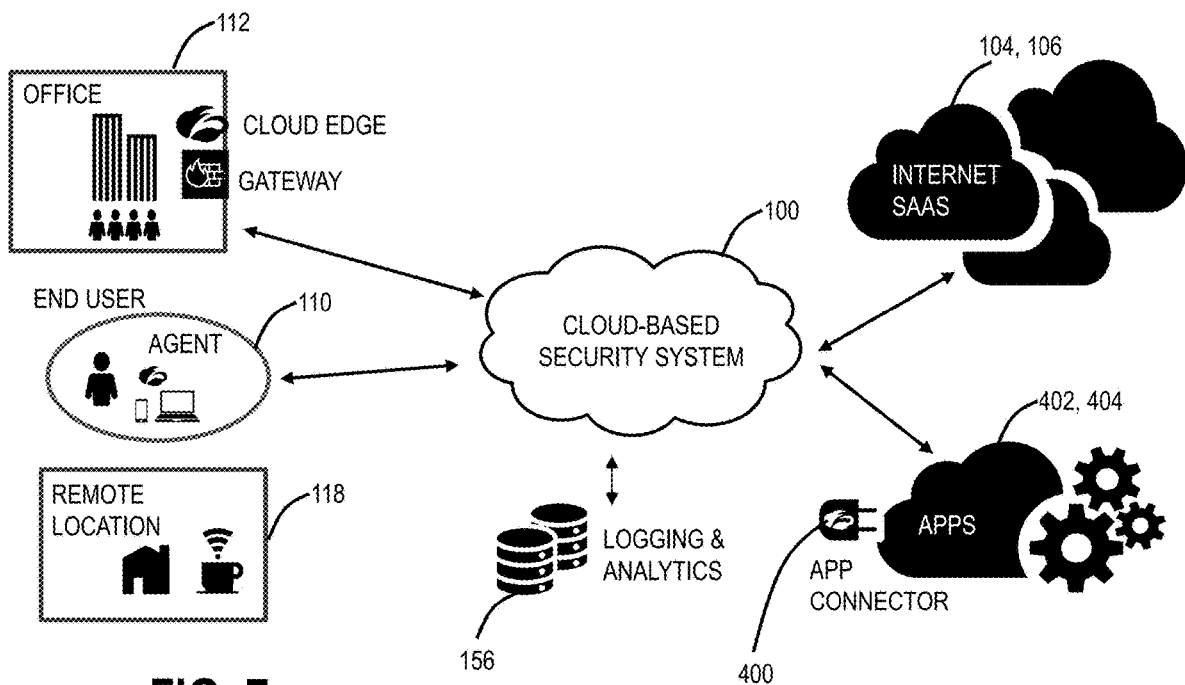 112
OFFICE
CLOUD EDGE
GATEWAY
104, 106
INTERNET
SAAS
100
CLOUD-BASED
SECURITY SYSTEM
END USER
110
AGENT
402, 404
APPS
REMOTE
LOCATION
118
LOGGING &
ANALYTICS
APP
CONNECTOR
156
400